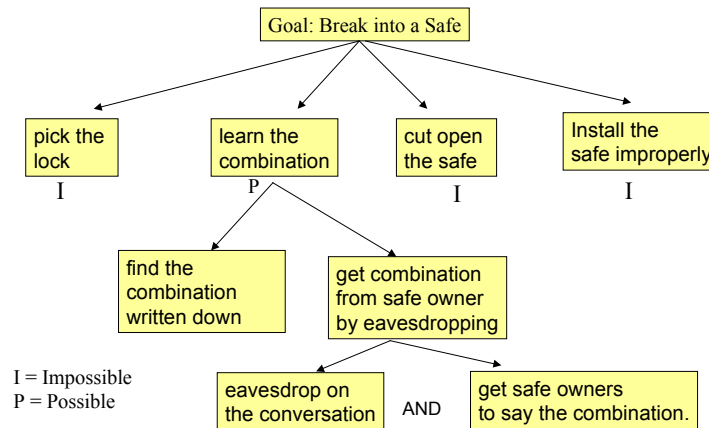 Goal: Break into a Safe
pick the
lock
learn the
combination
cut open
the safe
Install the
safe improperly
I
P
I
I
find the
combination
written down
get combination
from safe owner
by eavesdropping
I = Impossible
P = Possible
eavesdrop on
the conversation
AND
get safe owners
to say the combination.